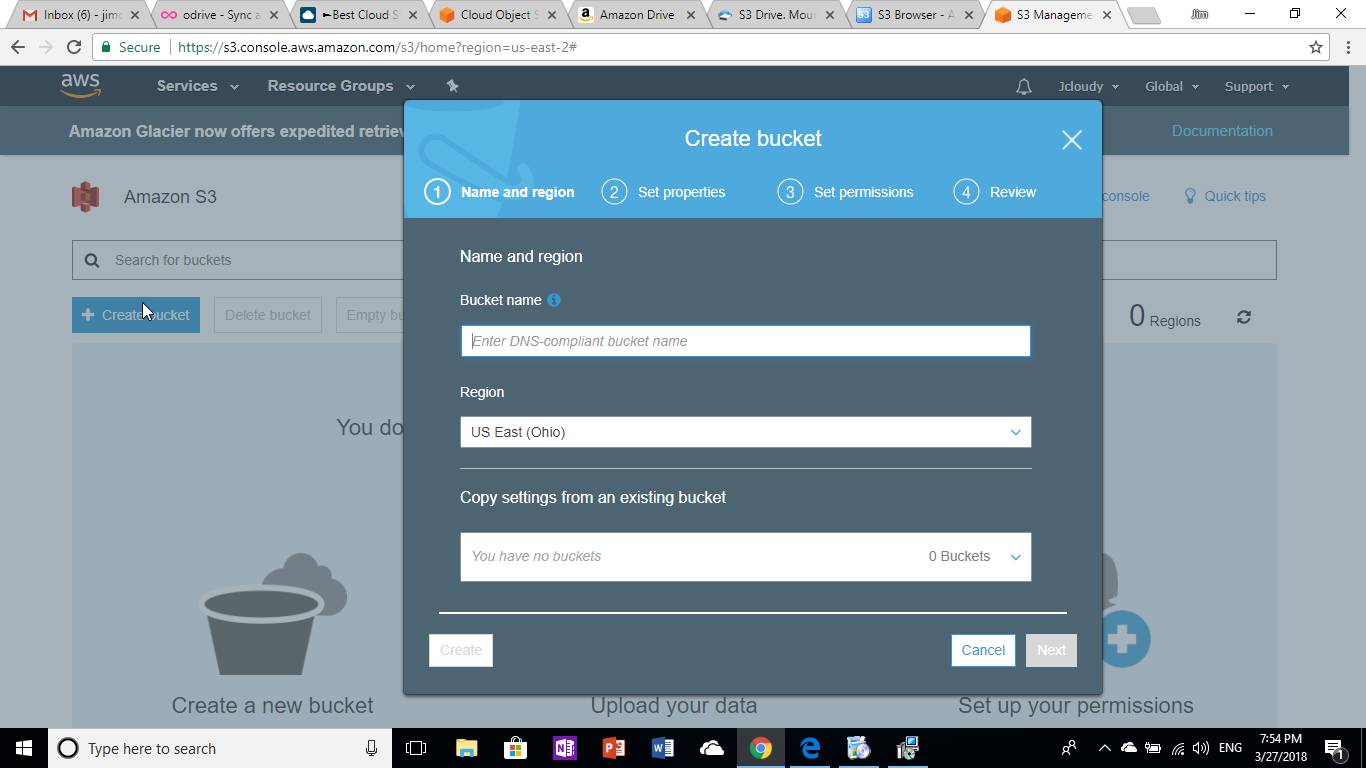 Inbox (6) - jimc
odrive - Sync a
►Best Cloud S
Cloud Object S
Amazon Drive
S3 Drive. Mou
S3 Browser - A
S3 Manageme
Jim
Secure https://s3.console.aws.amazon.com/s3/home?region=us-east-2#
aws Services Resource Groups Jcloudy Global Support
Amazon Glacier now offers expedited retriev Documentation
Create bucket
1 Name and region 2 Set properties 3 Set permissions 4 Review
Amazon S3 console Quick tips
Search for buckets
Create bucket Delete bucket Empty bu 0 Regions
Name and region
Bucket name
Enter DNS-compliant bucket name
Region
US East (Ohio)
You do
Copy settings from an existing bucket
You have no buckets 0 Buckets
Create Cancel Next
Create a new bucket Upload your data Set up your permissions
Type here to search
ENG
7:54 PM
3/27/2018
1